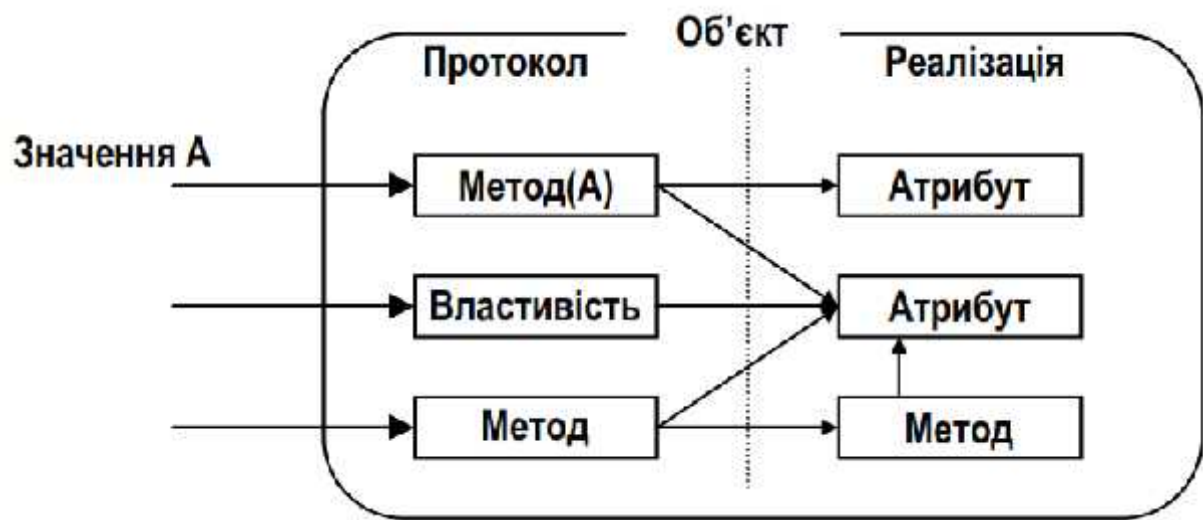 Об’єкт
Протокол
Реалізація
Значення А
Метод(А)
Атрибут
Властивість
Атрибут
Метод
Метод